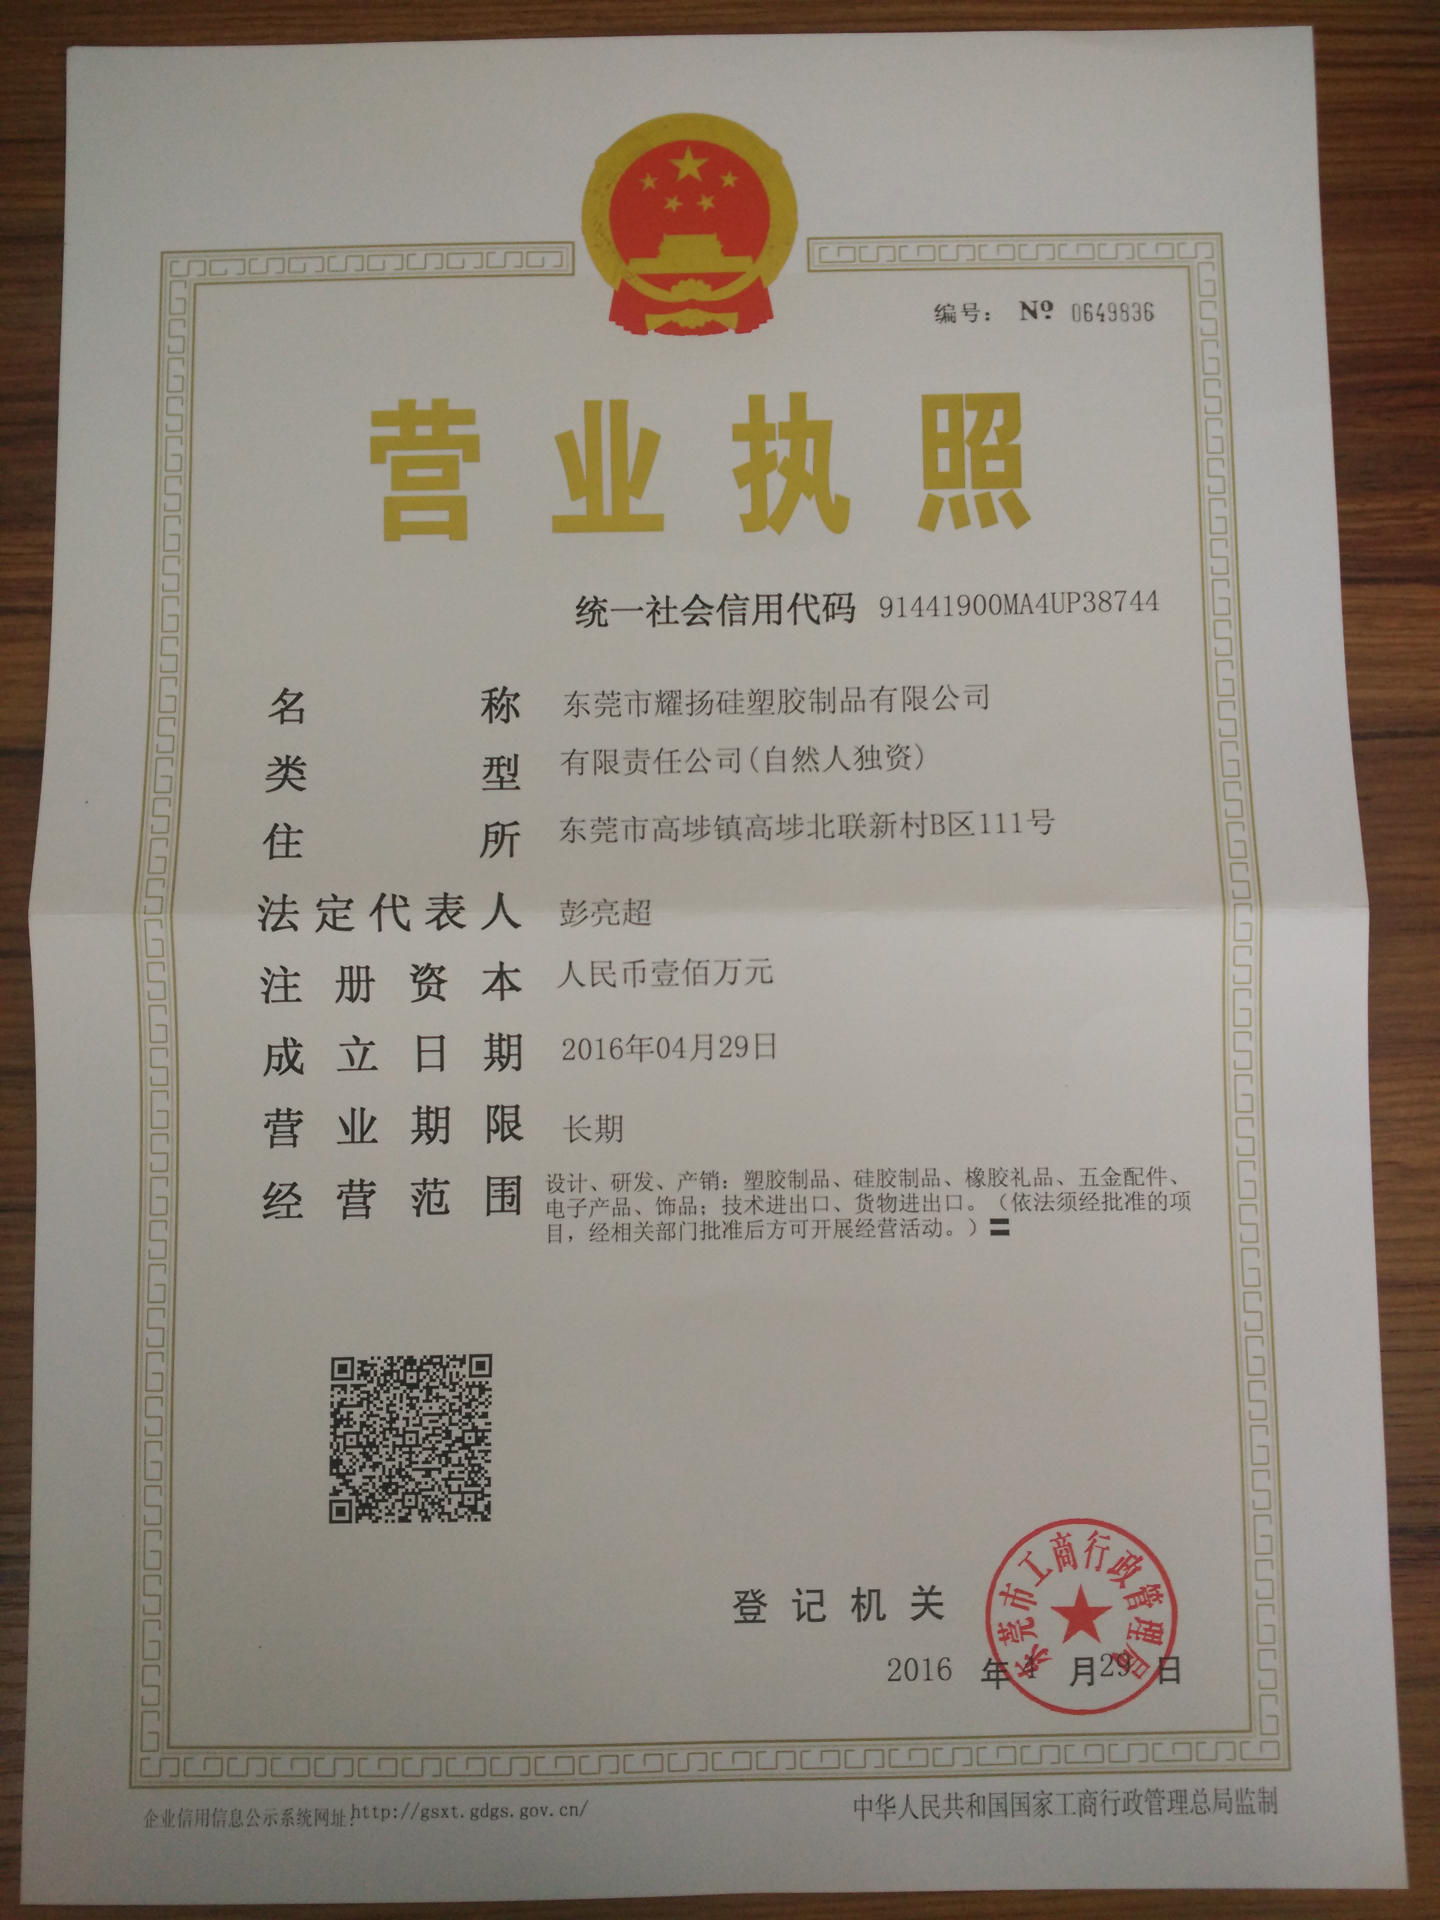 编号： № 0649836
营业执照
统一社会信用代码 91441900MA4UP38744
名称 东莞市耀扬硅塑胶制品有限公司
类型 有限责任公司(自然人独资)
住所 东莞市高埗镇高埗北联新村B区111号
法定代表人 彭亮超
注册资本 人民币壹佰万元
成立日期 2016年04月29日
营业期限 长期
经营范围 设计、研发、产销：塑胶制品、硅胶制品、橡胶礼品、五金配件、
电子产品、饰品；技术进出口、货物进出口。（依法须经批准的项
目，经相关部门批准后方可开展经营活动。）〓
登记机关
东莞市工商行政管理局
2016 年 4 月 29 日
企业信用信息公示系统网址：http://gsxt.gdgs.gov.cn/
中华人民共和国国家工商行政管理总局监制